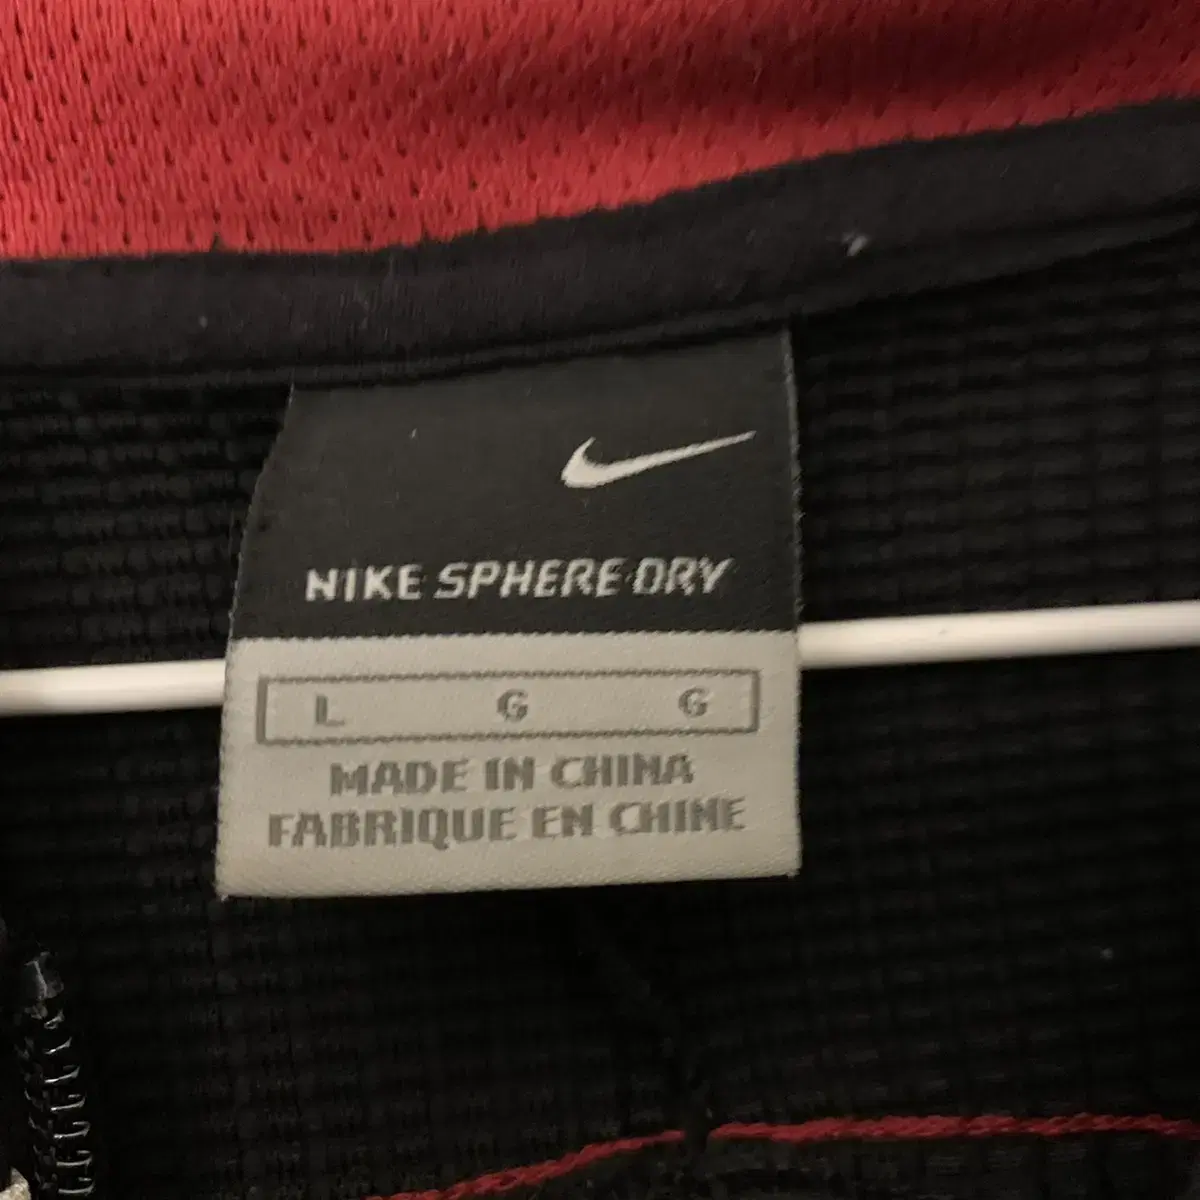 NIKE SPHERE DRY
L G G
MADE IN CHINA
FABRIQUE EN CHINE